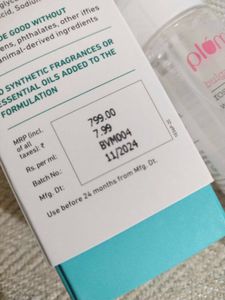 acid, Sodium
DE GOOD WITHOUT
ens, phthalates, other iffies
animal-derived ingredients
O SYNTHETIC FRAGRANCES OR
ESSENTIAL OILS ADDED TO THE
FORMULATION
MRP (incl.
of all
taxes): ₹ 799.00
Rs. per ml: 7.99
Batch No.: BVM004
Mfg. Dt: 11/2024
Use before 24 months from Mfg. Dt.
plum